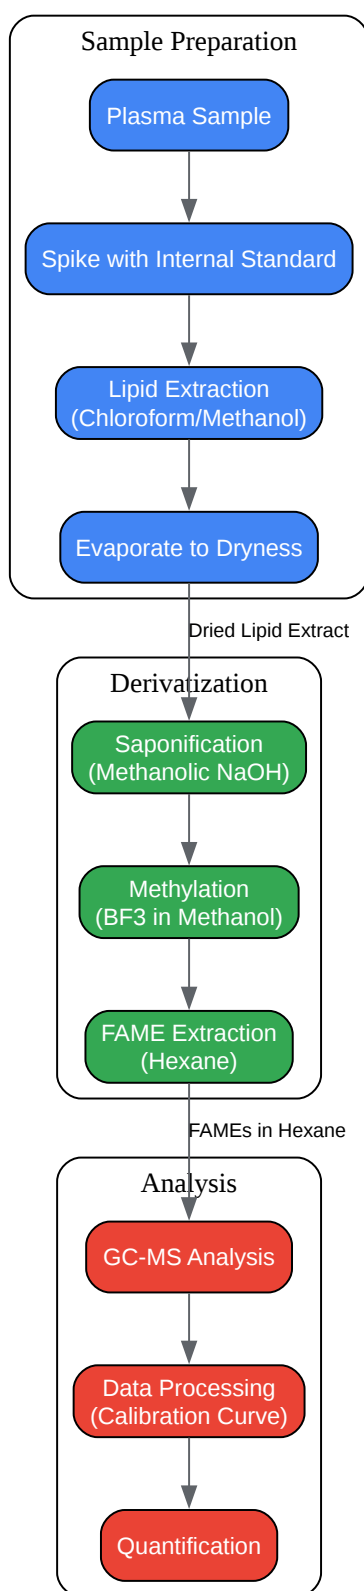 Sample Preparation
Plasma Sample
Spike with Internal Standard
Lipid Extraction
(Chloroform/Methanol)
Evaporate to Dryness
Dried Lipid Extract
Derivatization
Saponification
(Methanolic NaOH)
Methylation
(BF3 in Methanol)
FAME Extraction
(Hexane)
FAMEs in Hexane
Analysis
GC-MS Analysis
Data Processing
(Calibration Curve)
Quantification